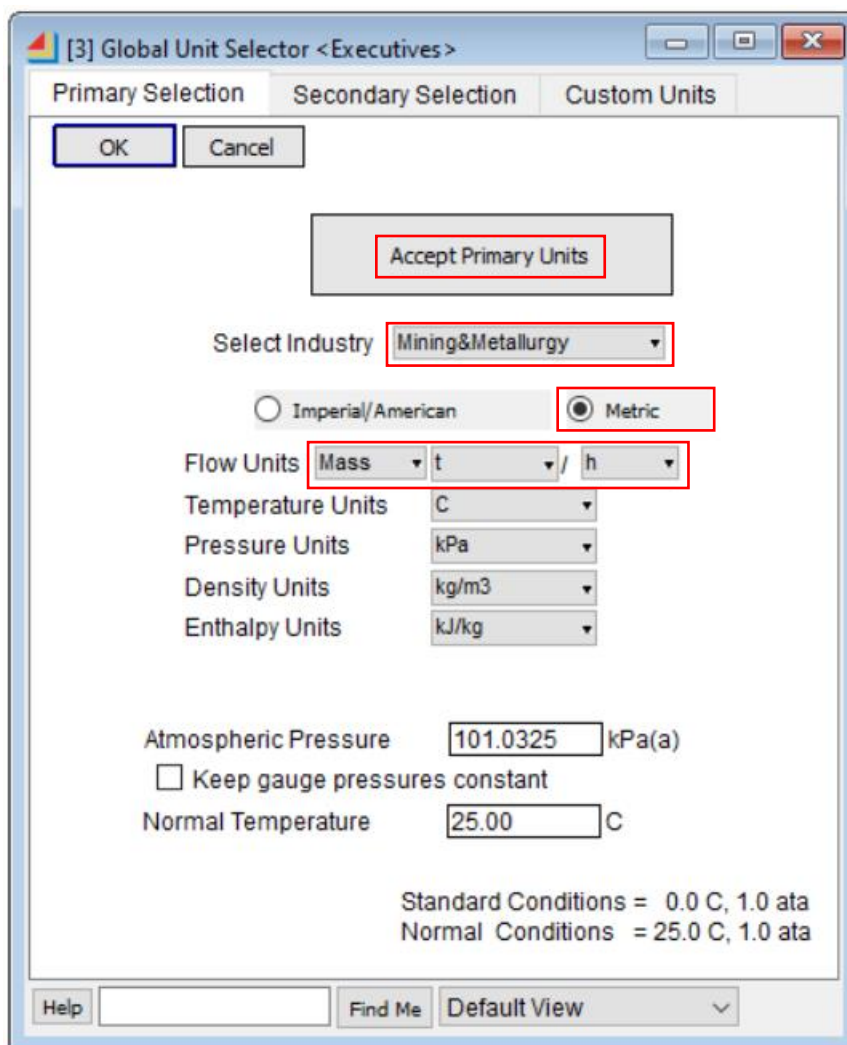 [3] Global Unit Selector <Executives>
Primary Selection Secondary Selection Custom Units
OK Cancel
Accept Primary Units
Select Industry Mining&Metallurgy
Imperial/American Metric
Flow Units Mass t / h
Temperature Units C
Pressure Units kPa
Density Units kg/m3
Enthalpy Units kJ/kg
Atmospheric Pressure 101.0325 kPa(a)
Keep gauge pressures constant
Normal Temperature 25.00 C
Standard Conditions = 0.0 C, 1.0 ata
Normal Conditions = 25.0 C, 1.0 ata
Help Find Me Default View